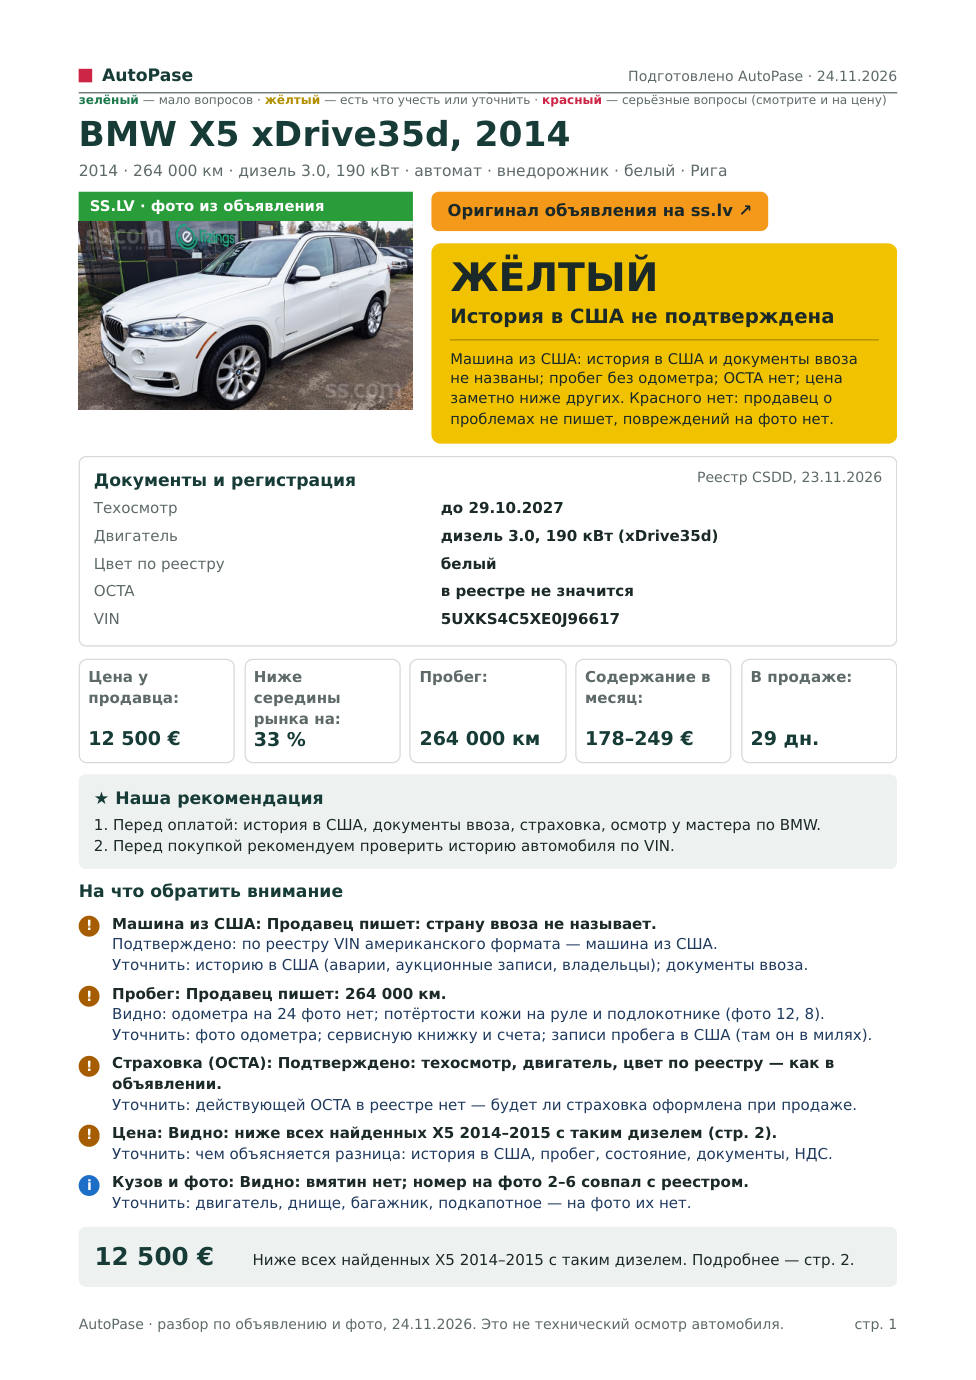 AutoPase
Подготовлено AutoPase · 24.11.2026
зелёный — мало вопросов · жёлтый — есть что учесть или уточнить · красный — серьёзные вопросы (смотрите и на цену)
BMW X5 xDrive35d, 2014
2014 · 264 000 км · дизель 3.0, 190 кВт · автомат · внедорожник · белый · Рига
SS.LV · фото из объявления
ss.com
e
ss.com
Оригинал объявления на ss.lv ↗
ЖЁЛТЫЙ
История в США не подтверждена
Машина из США: история в США и документы ввоза
не названы; пробег без одометра; OCTA нет; цена
заметно ниже других. Красного нет: продавец о
проблемах не пишет, повреждений на фото нет.
Документы и регистрация
Реестр CSDD, 23.11.2026
Техосмотр
до 29.10.2027
Двигатель
дизель 3.0, 190 кВт (xDrive35d)
Цвет по реестру
белый
OCTA
в реестре не значится
VIN
5UXKS4C5XE0J96617
Цена у
продавца:
12 500 €
Ниже
середины
рынка на:
33 %
Пробег:
264 000 км
Содержание в
месяц:
178–249 €
В продаже:
29 дн.
★ Наша рекомендация
1. Перед оплатой: история в США, документы ввоза, страховка, осмотр у мастера по BMW.
2. Перед покупкой рекомендуем проверить историю автомобиля по VIN.
На что обратить внимание
! Машина из США: Продавец пишет: страну ввоза не называет.
Подтверждено: по реестру VIN американского формата — машина из США.
Уточнить: историю в США (аварии, аукционные записи, владельцы); документы ввоза.
! Пробег: Продавец пишет: 264 000 км.
Видно: одометра на 24 фото нет; потёртости кожи на руле и подлокотнике (фото 12, 8).
Уточнить: фото одометра; сервисную книжку и счета; записи пробега в США (там он в милях).
! Страховка (OCTA): Подтверждено: техосмотр, двигатель, цвет по реестру — как в
объявлении.
Уточнить: действующей OCTA в реестре нет — будет ли страховка оформлена при продаже.
! Цена: Видно: ниже всех найденных X5 2014–2015 с таким дизелем (стр. 2).
Уточнить: чем объясняется разница: история в США, пробег, состояние, документы, НДС.
i Кузов и фото: Видно: вмятин нет; номер на фото 2–6 совпал с реестром.
Уточнить: двигатель, днище, багажник, подкапотное — на фото их нет.
12 500 €
Ниже всех найденных X5 2014–2015 с таким дизелем. Подробнее — стр. 2.
AutoPase · разбор по объявлению и фото, 24.11.2026. Это не технический осмотр автомобиля.
стр. 1